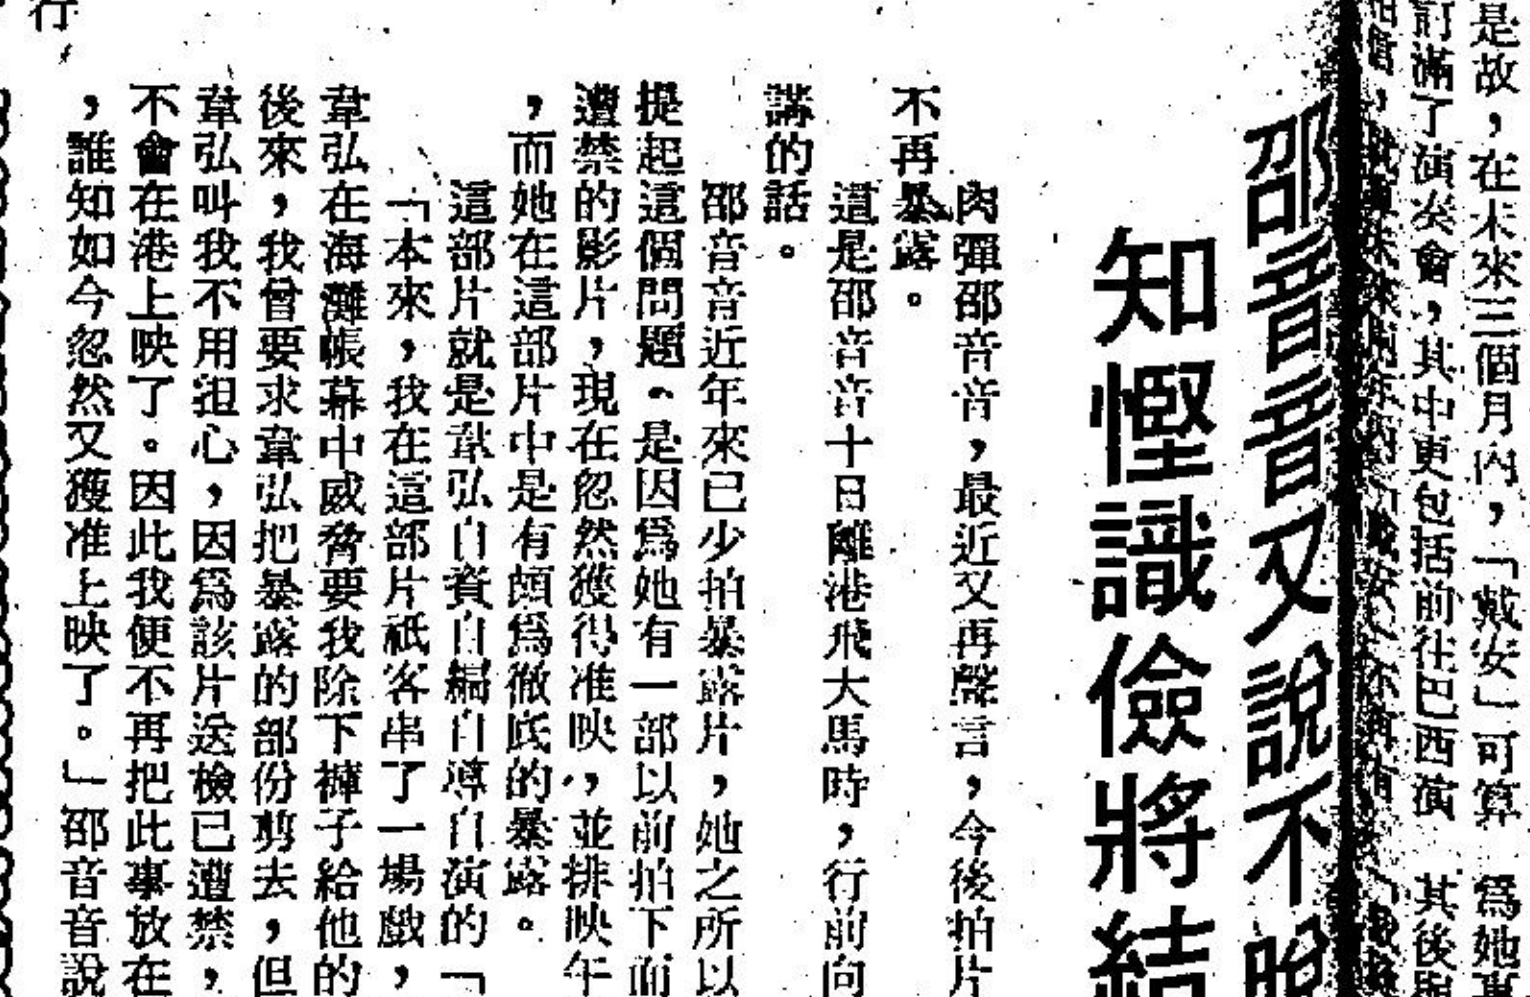 是故，在未來三個月內，「戴安」可算　爲她
訂滿了演奏會，其中更包括前往巴西演　其後
邵音音又說不脫
知慳識儉將結
肉彈邵音音，最近又再聲言，今後拍片
不再暴露。
這是邵音音十日離港飛大馬時，行前向
講的話。
邵音音近年來已少拍暴露片，她之所以
提起這個問題，是因爲她有一部以前拍下而
遭禁的影片，現在忽然獲得准映，並排映午
，而她在這部片中是有頗爲徹底的暴露。
這部片就是韋弘自資自編自導自演的「
「本來，我在這部片祇客串了一場戲，
韋弘在海灘帳幕中威脅要我除下褲子給他的
後來，我曾要求韋弘把暴露的部份剪去，但
韋弘叫我不用担心，因爲該片送檢已遭禁，
不會在港上映了。因此我便不再把此事放在
，誰知如今忽然又獲准上映了。」邵音音說
行